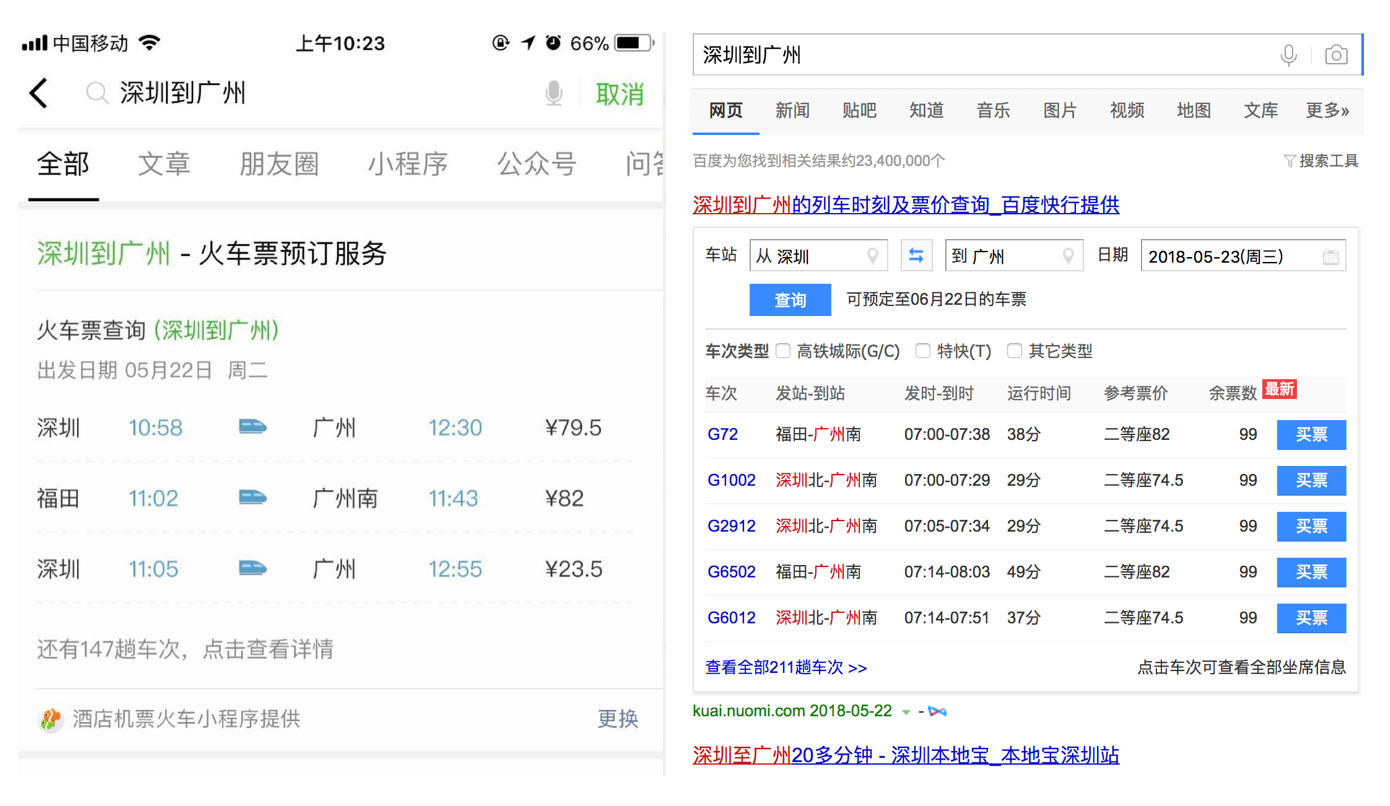 中国移动 上午10:23 66%
深圳到广州 取消
全部 文章 朋友圈 小程序 公众号 问答
深圳到广州 - 火车票预订服务
火车票查询 (深圳到广州)
出发日期 05月22日 周二
深圳 10:58 广州 12:30 ¥79.5
福田 11:02 广州南 11:43 ¥82
深圳 11:05 广州 12:55 ¥23.5
还有147趟车次，点击查看详情
酒店机票火车小程序提供 更换
深圳到广州
网页 新闻 贴吧 知道 音乐 图片 视频 地图 文库 更多»
百度为您找到相关结果约23,400,000个 搜索工具
深圳到广州的列车时刻及票价查询_百度快行提供
车站 从 深圳 到 广州 日期 2018-05-23(周三)
查询 可预定至06月22日的车票
车次类型 高铁城际(G/C) 特快(T) 其它类型
车次 发站-到站 发时-到时 运行时间 参考票价 余票数 最新
G72 福田-广州南 07:00-07:38 38分 二等座82 99 买票
G1002 深圳北-广州南 07:00-07:29 29分 二等座74.5 99 买票
G2912 深圳北-广州南 07:05-07:34 29分 二等座74.5 99 买票
G6502 福田-广州南 07:14-08:03 49分 二等座82 99 买票
G6012 深圳北-广州南 07:14-07:51 37分 二等座74.5 99 买票
查看全部211趟车次 >> 点击车次可查看全部坐席信息
kuai.nuomi.com 2018-05-22 -
深圳至广州20多分钟 - 深圳本地宝_本地宝深圳站